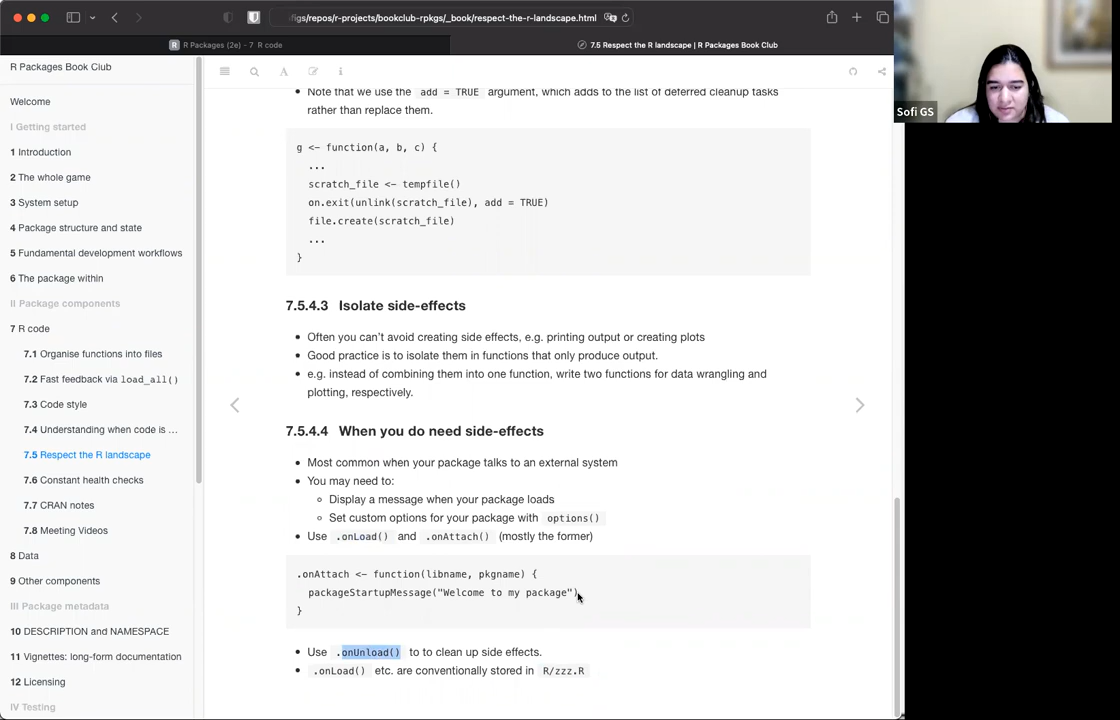 figs/repos/r-projects/bookclub-rpkgs/_book/respect-the-r-landscape.html
R R Packages (2e) - 7 R code
7.5 Respect the R landscape | R Packages Book Club
Sofi GS
R Packages Book Club
Welcome
I Getting started
1 Introduction
2 The whole game
3 System setup
4 Package structure and state
5 Fundamental development workflows
6 The package within
II Package components
7 R code
7.1 Organise functions into files
7.2 Fast feedback via load_all()
7.3 Code style
7.4 Understanding when code is ...
7.5 Respect the R landscape
7.6 Constant health checks
7.7 CRAN notes
7.8 Meeting Videos
8 Data
9 Other components
III Package metadata
10 DESCRIPTION and NAMESPACE
11 Vignettes: long-form documentation
12 Licensing
IV Testing
Note that we use the add = TRUE argument, which adds to the list of deferred cleanup tasks
rather than replace them.
g <- function(a, b, c) {
...
scratch_file <- tempfile()
on.exit(unlink(scratch_file), add = TRUE)
file.create(scratch_file)
...
}
7.5.4.3 Isolate side-effects
Often you can't avoid creating side effects, e.g. printing output or creating plots
Good practice is to isolate them in functions that only produce output.
e.g. instead of combining them into one function, write two functions for data wrangling and
plotting, respectively.
7.5.4.4 When you do need side-effects
Most common when your package talks to an external system
You may need to:
Display a message when your package loads
Set custom options for your package with options()
Use .onLoad() and .onAttach() (mostly the former)
.onAttach <- function(libname, pkgname) {
packageStartupMessage("Welcome to my package")
}
Use .onUnload() to to clean up side effects.
.onLoad() etc. are conventionally stored in R/zzz.R